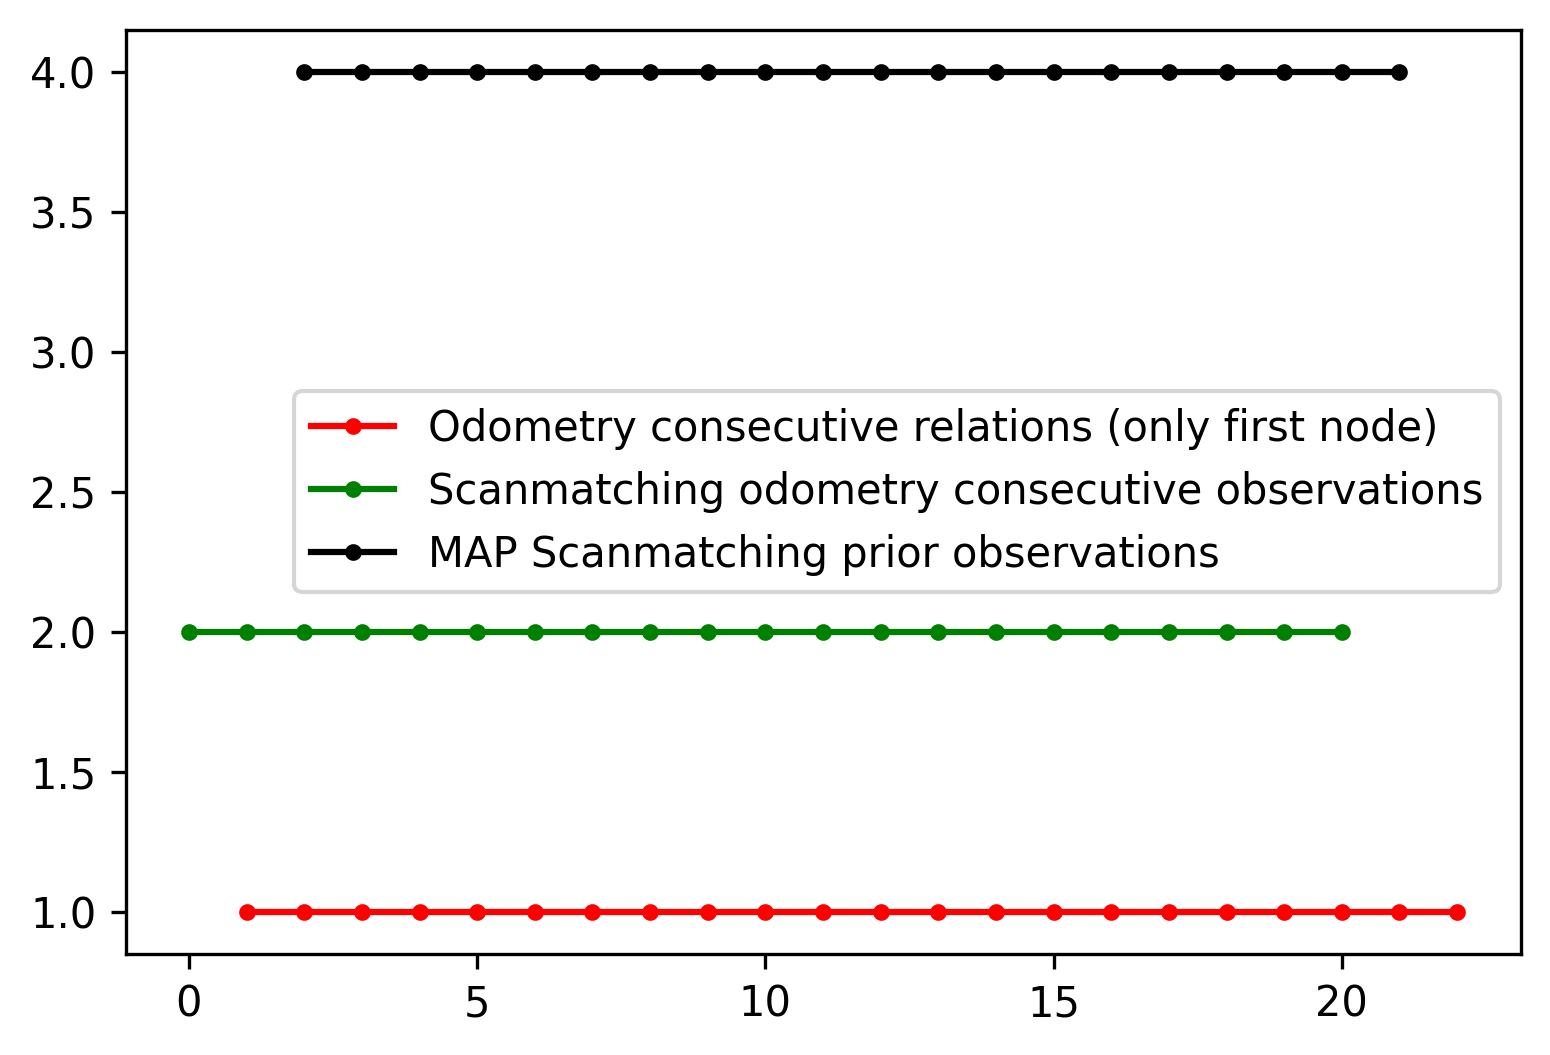 4.0
3.5
3.0
Odometry consecutive relations (only first node)
2.5
Scanmatching odometry consecutive observations
MAP Scanmatching prior observations
2.0
1.5
1.0
0 5 10 15 20